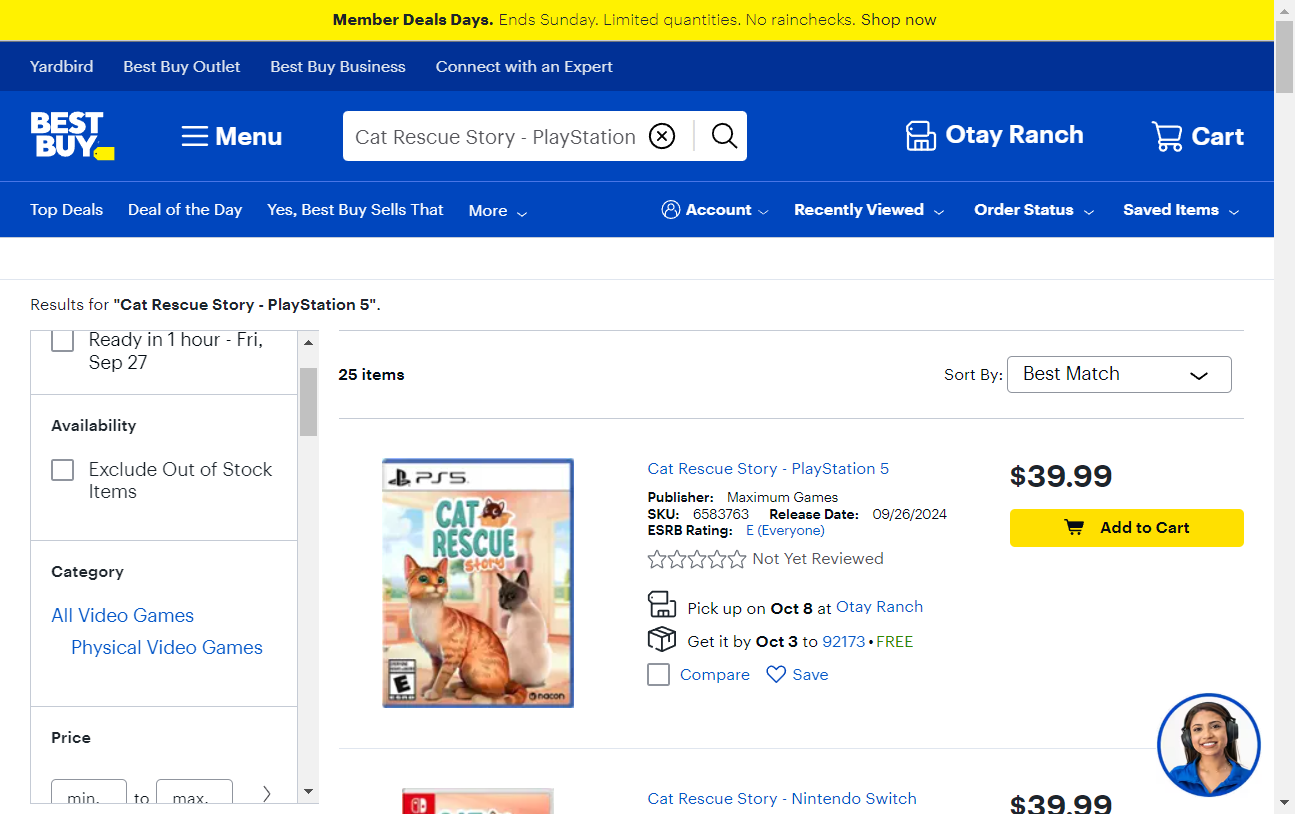 Member Deals Days. Ends Sunday. Limited quantities. No rainchecks. Shop now
Yardbird Best Buy Outlet Best Buy Business Connect with an Expert
BEST BUY
Menu
Cat Rescue Story - PlayStation
Otay Ranch
Cart
Top Deals Deal of the Day Yes, Best Buy Sells That More Account Recently Viewed Order Status Saved Items
Results for "Cat Rescue Story - PlayStation 5".
Ready in 1 hour - Fri,
Sep 27
Availability
Exclude Out of Stock
Items
Category
All Video Games
Physical Video Games
Price
min. to max.
25 items
Sort By: Best Match
PS5
CAT
RESCUE
Story
E
nacon
Cat Rescue Story - PlayStation 5
Publisher: Maximum Games
SKU: 6583763 Release Date: 09/26/2024
ESRB Rating: E (Everyone)
Not Yet Reviewed
Pick up on Oct 8 at Otay Ranch
Get it by Oct 3 to 92173 • FREE
Compare Save
$39.99
Add to Cart
Cat Rescue Story - Nintendo Switch
$39.99